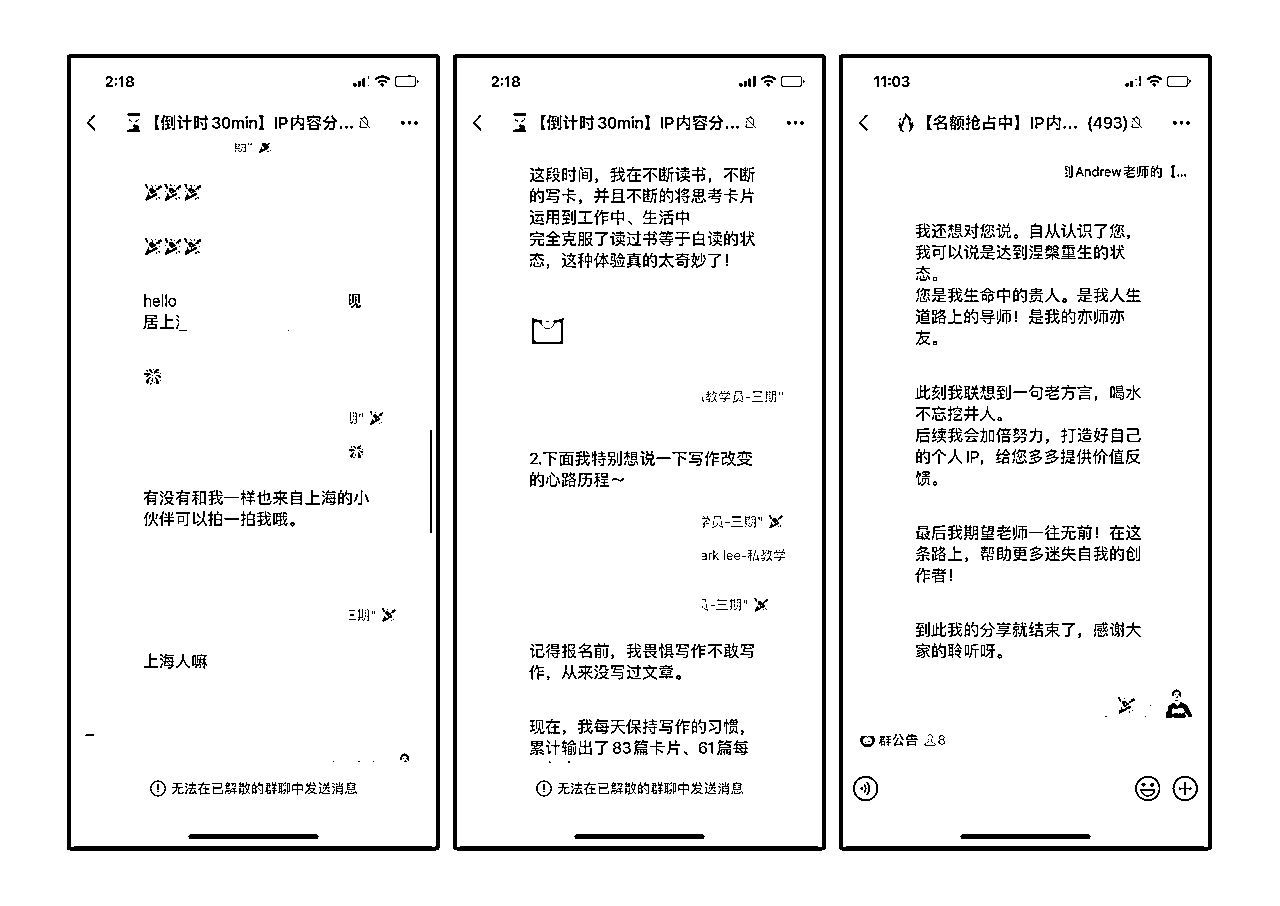 2:18
【倒计时30min】IP内容分...
期"
hello
居上
期"
有没有和我一样也来自上海的小
伙伴可以拍一拍我哦。
三期"
上海人嘛
无法在已解散的群聊中发送消息
2:18
【倒计时30min】IP内容分...
这段时间，我在不断读书，不断
的写卡，并且不断的将思考卡片
运用到工作中、生活中
完全克服了读过书等于白读的状
态，这种体验真的太奇妙了！
教学员-三期"
2.下面我特别想说一下写作改变
的心路历程～
学员-三期"
ark lee-私教学
员-三期"
记得报名前，我畏惧写作不敢写
作，从来没写过文章。
现在，我每天保持写作的习惯，
累计输出了83篇卡片、61篇每
无法在已解散的群聊中发送消息
11:03
【名额抢占中】IP内... (493)
到Andrew老师的【...
我还想对您说。自从认识了您，
我可以说是达到涅槃重生的状
态。
您是我生命中的贵人。是我人生
道路上的导师！是我的亦师亦
友。
此刻我联想到一句老方言，喝水
不忘挖井人。
后续我会加倍努力，打造好自己
的个人IP，给您多多提供价值反
馈。
最后我期望老师一往无前！在这
条路上，帮助更多迷失自我的创
作者！
到此我的分享就结束了，感谢大
家的聆听呀。
群公告 8